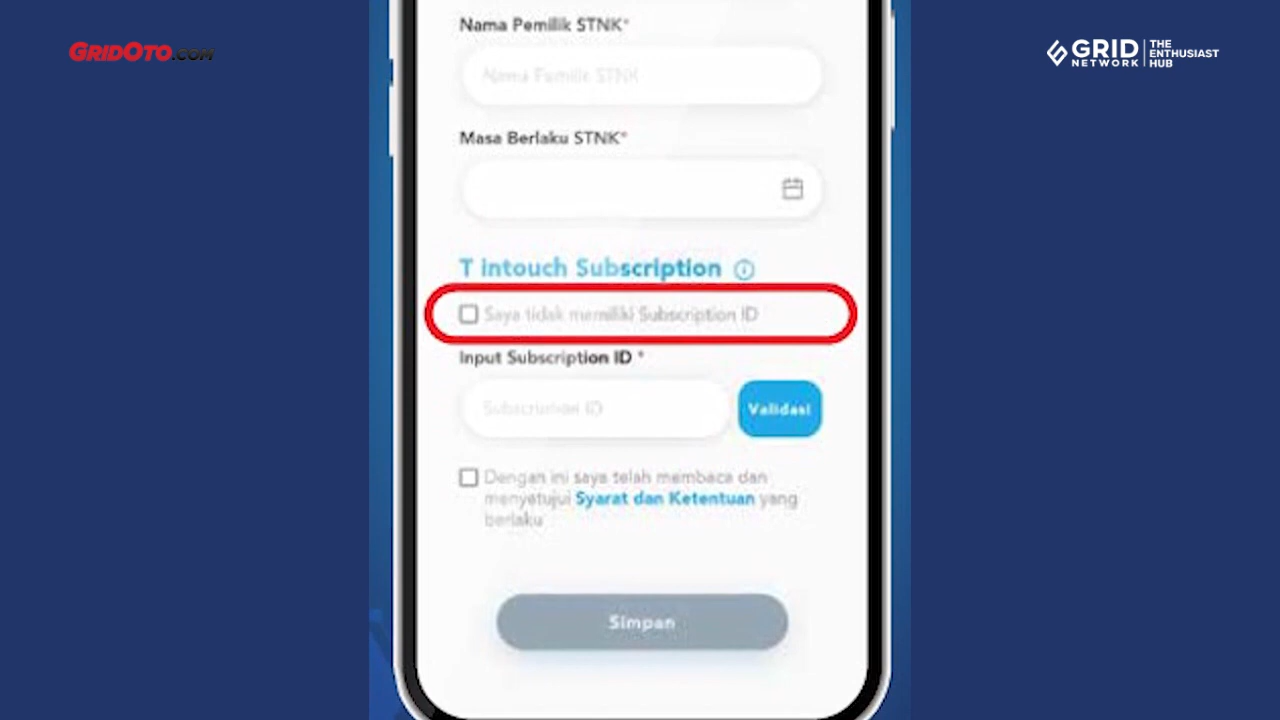 GRIDOTO.COM
GRID
NETWORK
THE
ENTHUSIAST
HUB
Nama Pemilik STNK*
Nama Pemilik STNK
Masa Berlaku STNK*
T intouch Subscription
Saya tidak memiliki Subscription ID
Input Subscription ID *
Subscription ID
Validasi
Dengan ini saya telah membaca dan
menyetujui Syarat dan Ketentuan yang
berlaku
Simpan